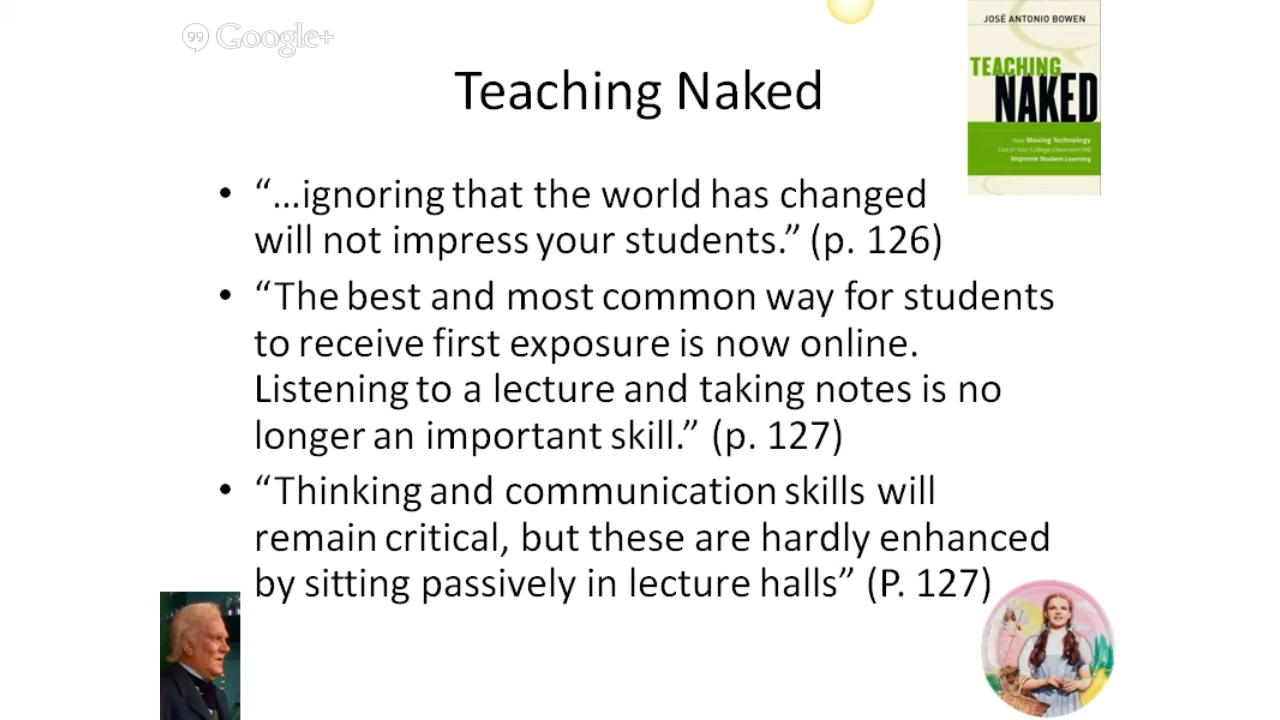 Google+
JOSÉ ANTONIO BOWEN
TEACHING
NAKED
How Moving Technology
Out of Your College Classroom Will
Improve Student Learning
Teaching Naked
• “…ignoring that the world has changed
will not impress your students.” (p. 126)
• “The best and most common way for students
to receive first exposure is now online.
Listening to a lecture and taking notes is no
longer an important skill.” (p. 127)
• “Thinking and communication skills will
remain critical, but these are hardly enhanced
by sitting passively in lecture halls” (P. 127)